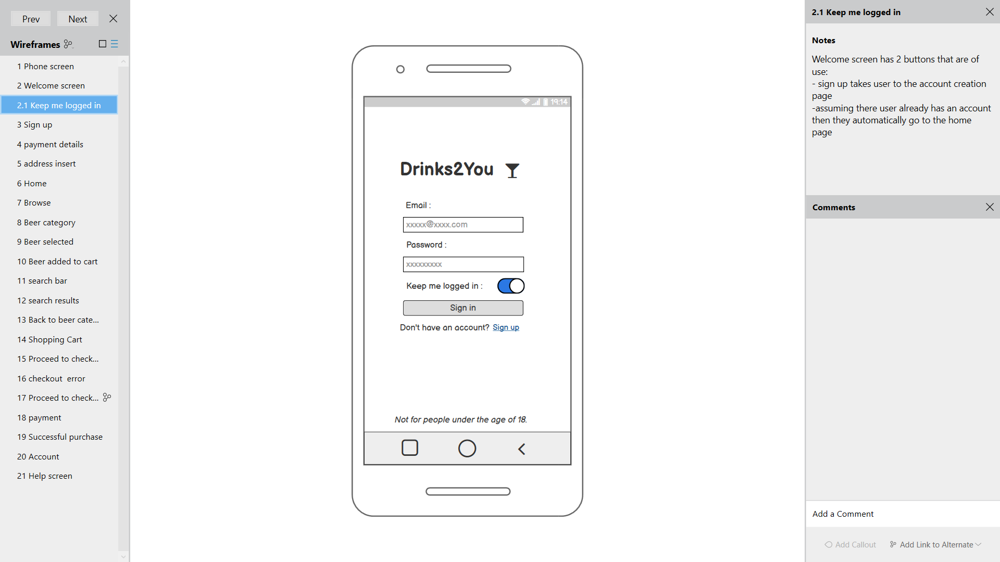 Prev Next
Wireframes
1 Phone screen
2 Welcome screen
2.1 Keep me logged in
3 Sign up
4 payment details
5 address insert
6 Home
7 Browse
8 Beer category
9 Beer selected
10 Beer added to cart
11 search bar
12 search results
13 Back to beer cate...
14 Shopping Cart
15 Proceed to check...
16 checkout  error
17 Proceed to check...
18 payment
19 Successful purchase
20 Account
21 Help screen
19:14
Drinks2You
Email :
xxxxx@xxxx.com
Password :
xxxxxxxxx
Keep me logged in :
Sign in
Don't have an account? Sign up
Not for people under the age of 18.
2.1 Keep me logged in
Notes
Welcome screen has 2 buttons that are of
use:
- sign up takes user to the account creation
page
-assuming there user already has an account
then they automatically go to the home
page
Comments
Add a Comment
Add Callout Add Link to Alternate